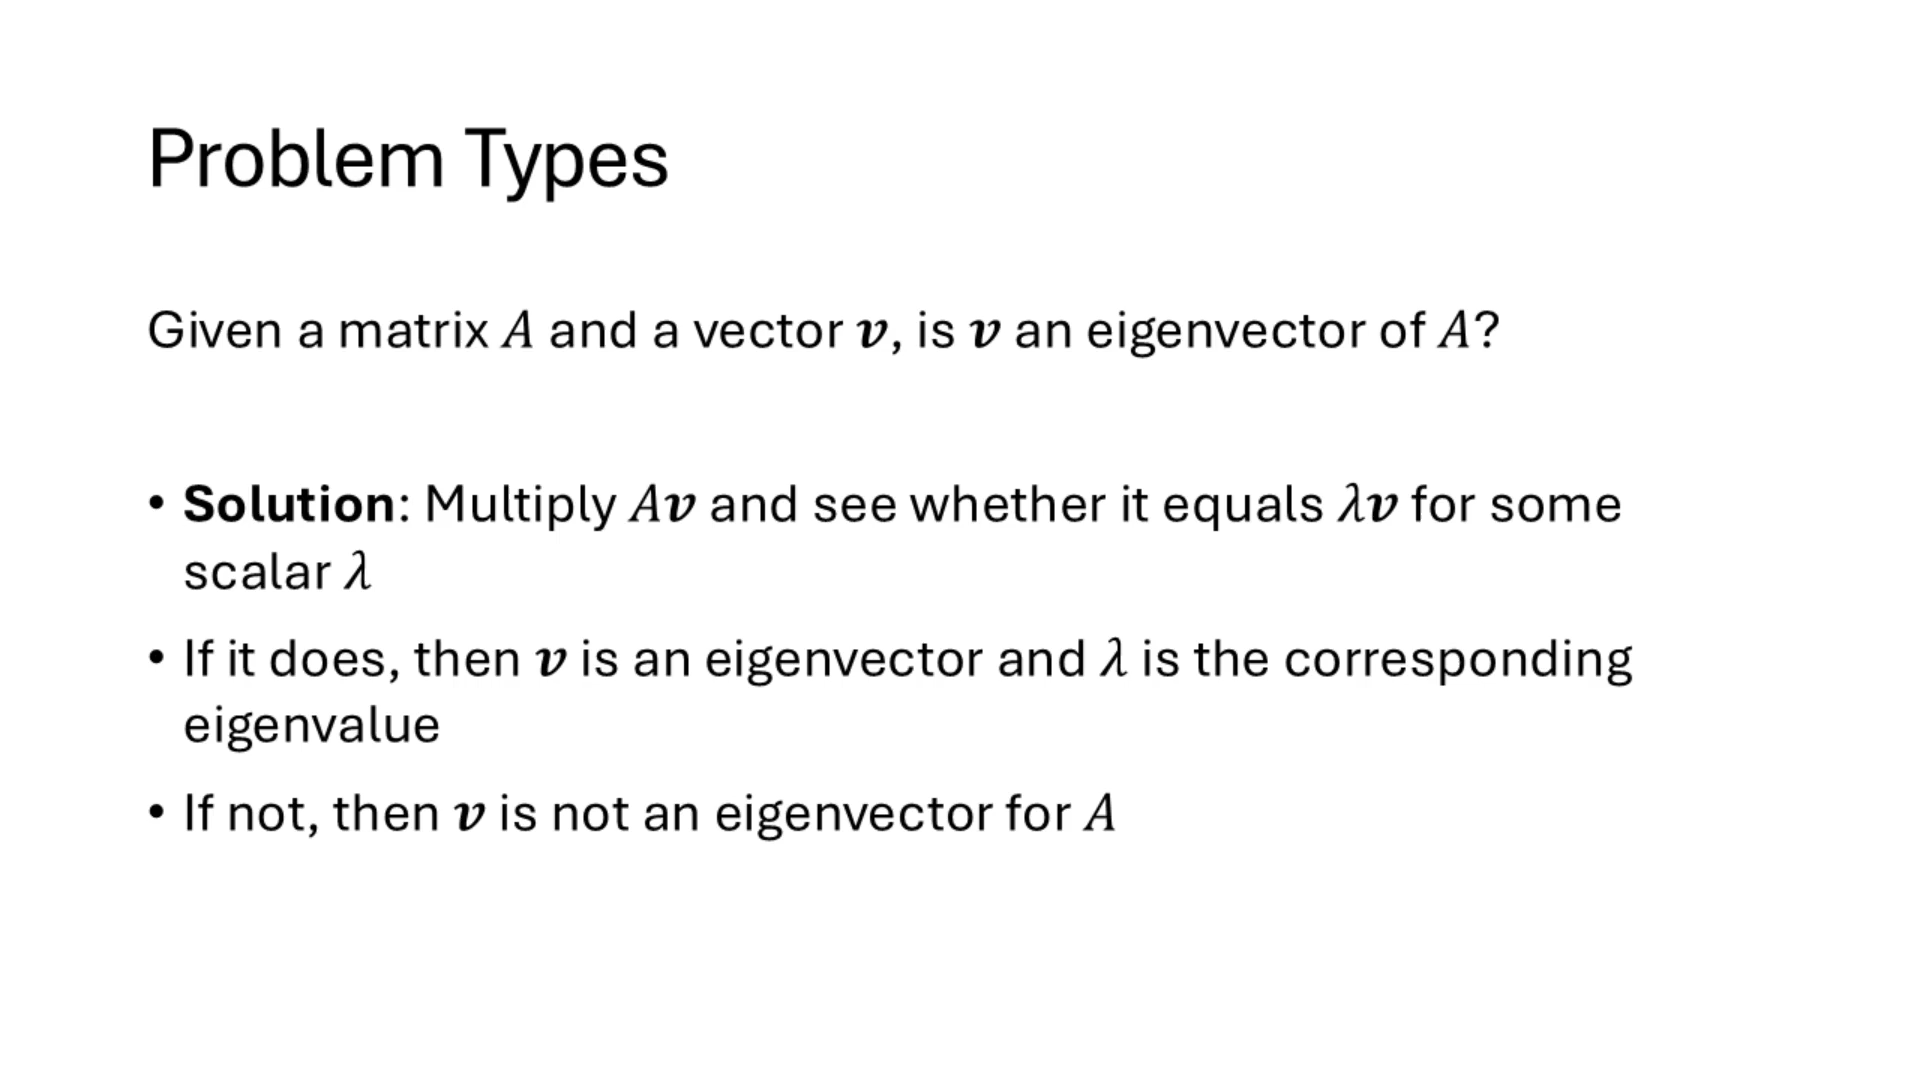 Problem Types
Given a matrix A and a vector v, is v an eigenvector of A?
• Solution: Multiply Av and see whether it equals λv for some
scalar λ
• If it does, then v is an eigenvector and λ is the corresponding
eigenvalue
• If not, then v is not an eigenvector for A